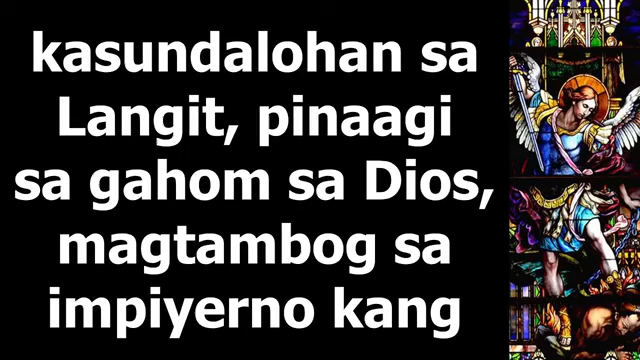 kasundalohan sa
Langit, pinaagi
sa gahom sa Dios,
magtambog sa
impiyerno kang